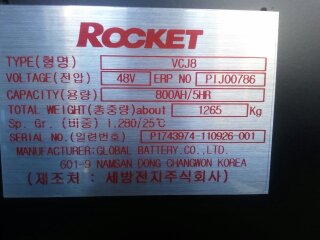 ROCKET
TYPE(형명) VCJ8
VOLTAGE(전압) 48V ERP NO PIJ00786
CAPACITY(용량) 800AH/5HR
TOTAL WEIGHT(총중량)about 1265 Kg
Sp. Gr. (비중) 1.280/25℃
SERIAL NO.(일련번호) P1743974-110926-001
MANUFACTURER:GLOBAL BATTERY.CO.,LTD.
601-9 NAMSAN DONG CHANGWON KOREA
(제조처 : 세방전지주식회사)